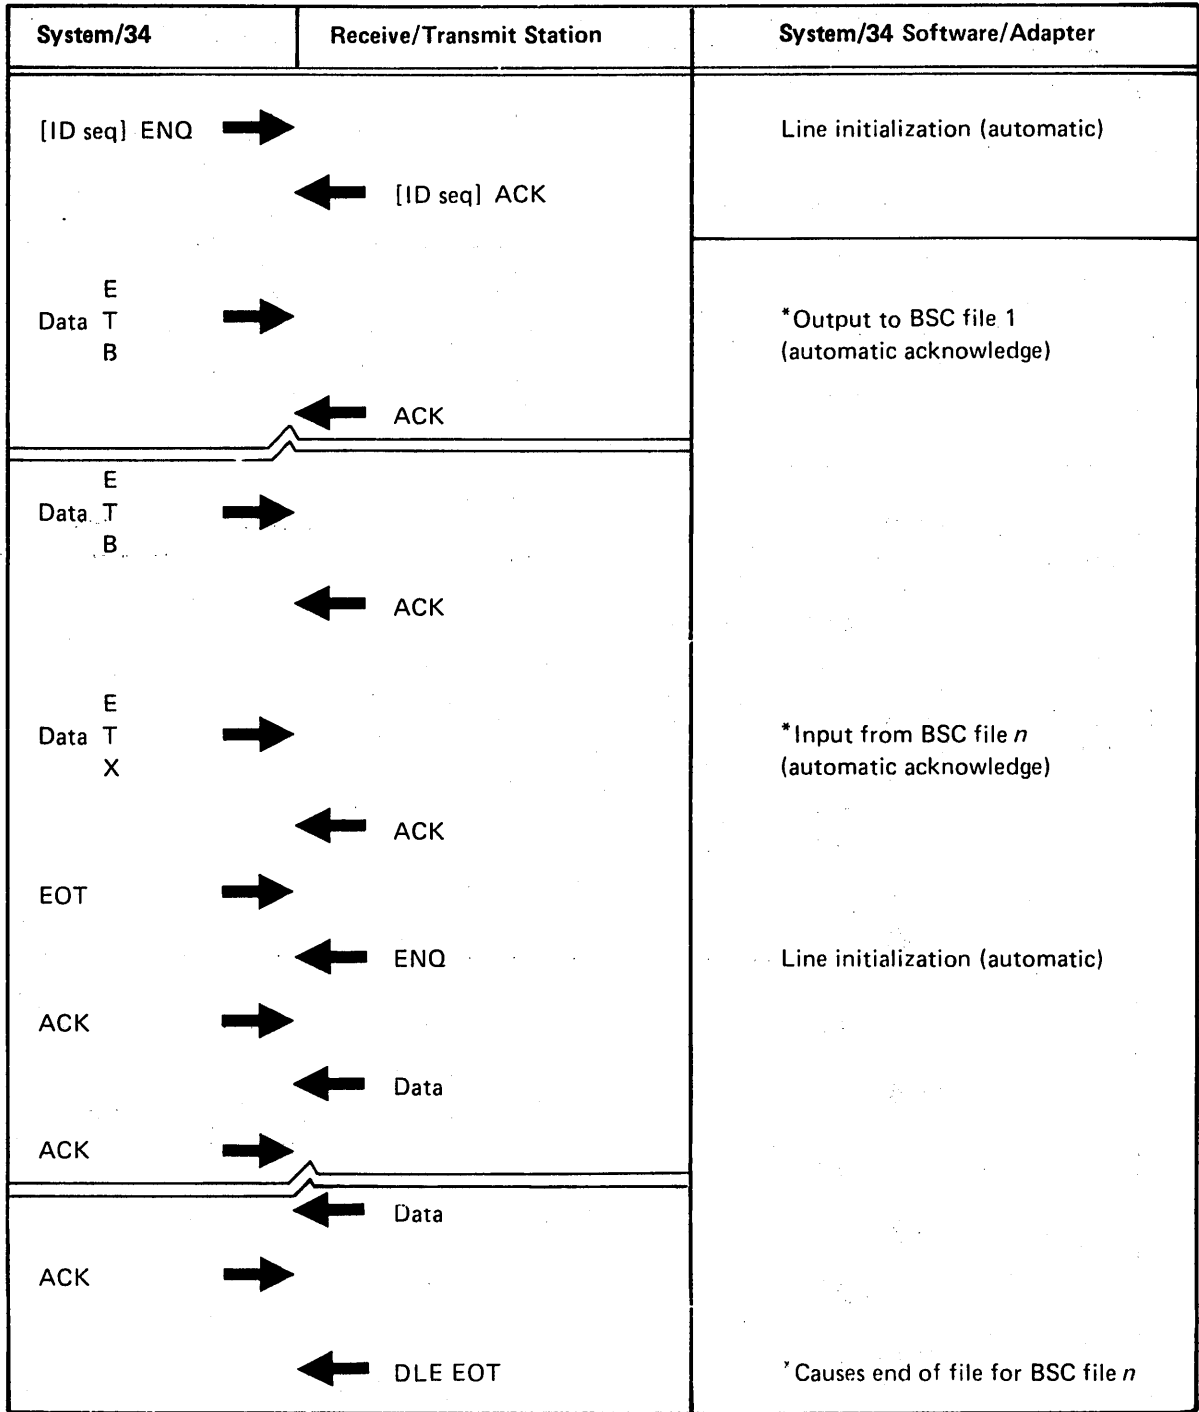 System/34 Receive/Transmit Station System/34 Software/Adapter
[ID seq] ENQ Line initialization (automatic)
[ID seq] ACK
E
Data T *Output to BSC file 1
B (automatic acknowledge)
ACK
E
Data T
B
ACK
E
Data T *Input from BSC file n
X (automatic acknowledge)
ACK
EOT
ENQ Line initialization (automatic)
ACK
Data
ACK
Data
ACK
DLE EOT *Causes end of file for BSC file n